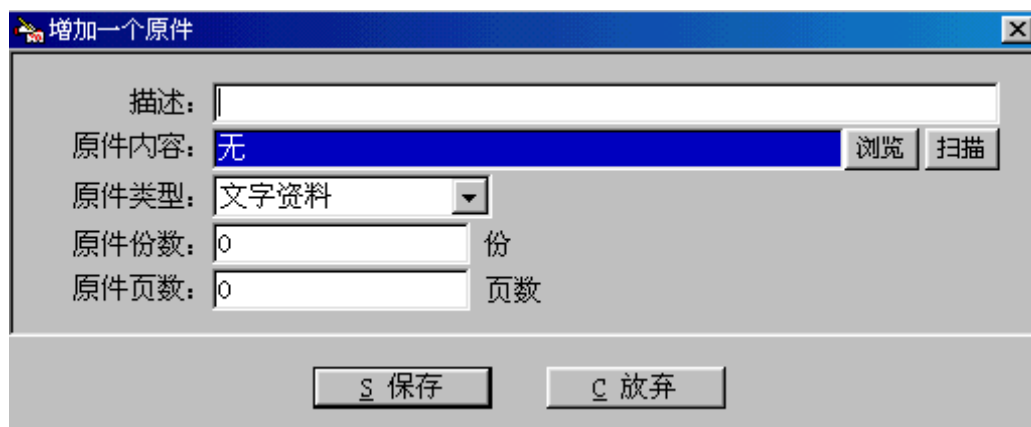 增加一个原件
描述：
原件内容：无 浏览 扫描
原件类型：文字资料
原件份数：0 份
原件页数：0 页数
S 保存 C 放弃